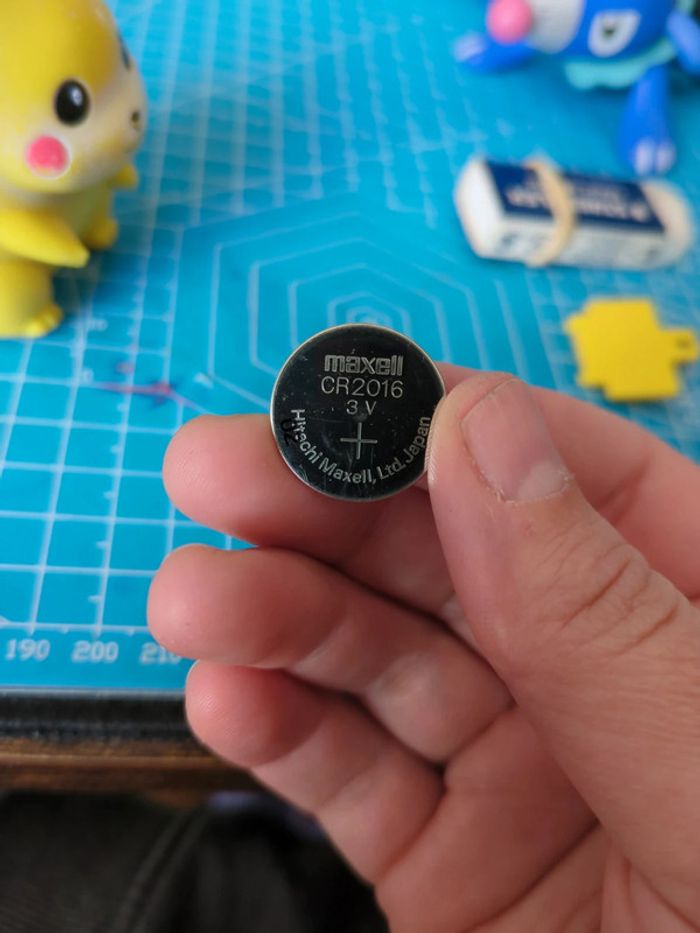 maxell
CR2016
3 V
+
Hitachi Maxell, Ltd. Japan
190 200